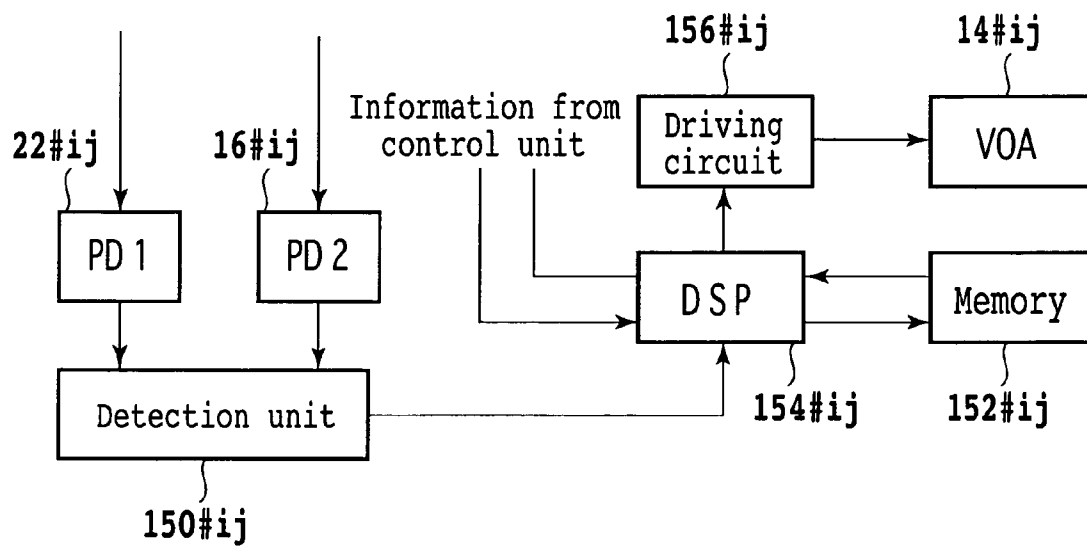 156#ij
14#ij
Information from
control unit
Driving
circuit
VOA
22#ij
16#ij
PD 1
PD 2
DSP
Memory
Detection unit
154#ij
152#ij
150#ij